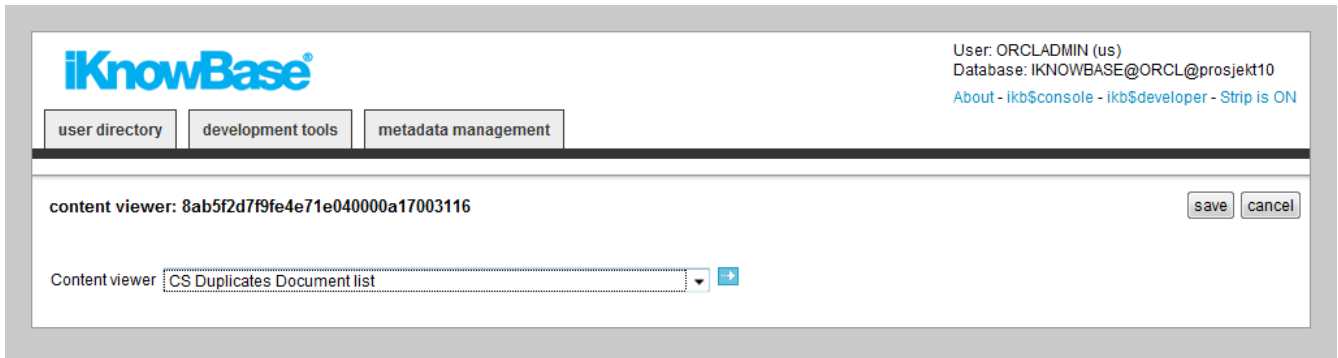 iKnowBase®
User: ORCLADMIN (us)
Database: IKNOWBASE@ORCL@prosjekt10
About - ikb$console - ikb$developer - Strip is ON
user directory development tools metadata management
content viewer: 8ab5f2d7f9fe4e71e040000a17003116 save cancel
Content viewer CS Duplicates Document list